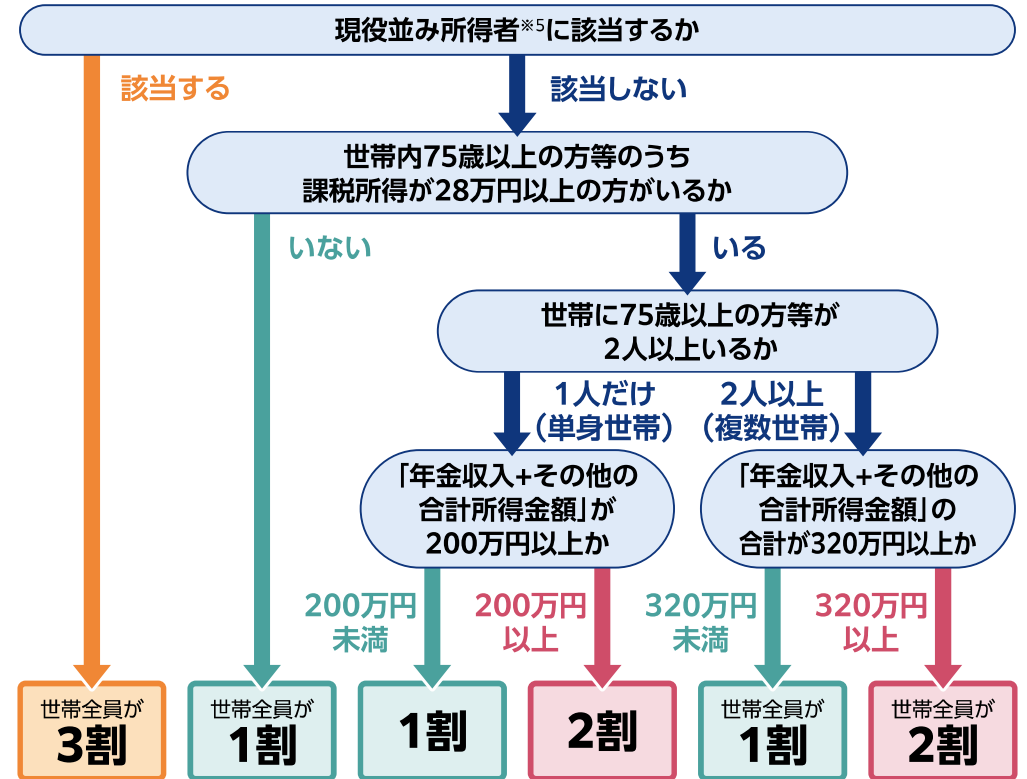 現役並み所得者※5に該当するか
該当する
該当しない
世帯内75歳以上の方等のうち
課税所得が28万円以上の方がいるか
いない
いる
世帯に75歳以上の方等が
2人以上いるか
1人だけ
（単身世帯）
2人以上
（複数世帯）
「年金収入+その他の
合計所得金額」が
200万円以上か
「年金収入+その他の
合計所得金額」の
合計が320万円以上か
200万円
未満
200万円
以上
320万円
未満
320万円
以上
世帯全員が
3割
世帯全員が
1割
1割
2割
世帯全員が
1割
世帯全員が
2割